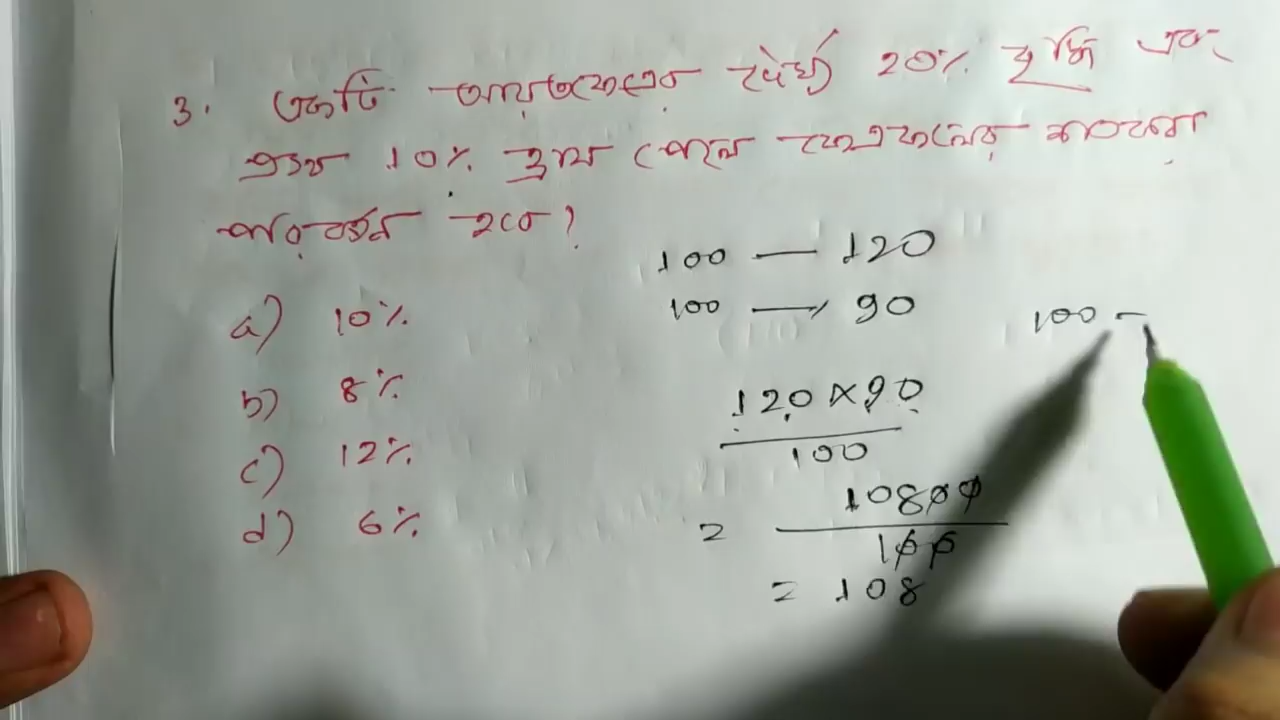 3. একটি আয়তক্ষেত্রের দৈর্ঘ্য 20% বৃদ্ধি এবং
প্রস্থ 10% হ্রাস পেলে ক্ষেত্রফলের শতকরা
পরিবর্তন হবে?
a) 10%
b) 8%
c) 12%
d) 6%
100 — 120
100 — 90
120 × 90
100
= 10800
100
= 108
100 -